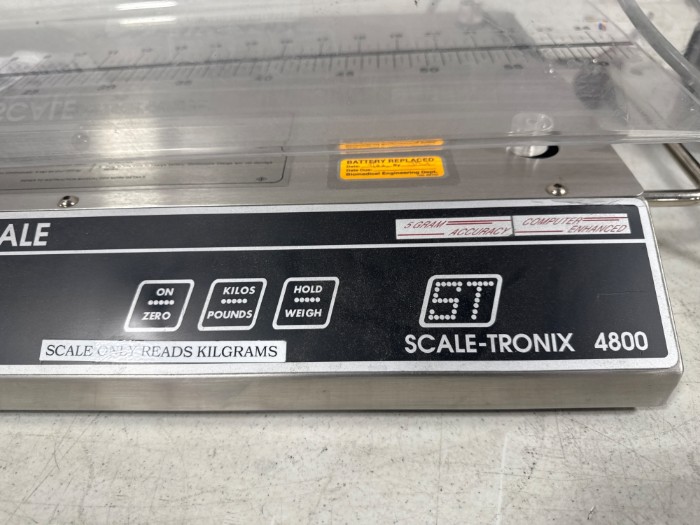 SCALE
BATTERY REPLACED
Biomedical Engineering Dept.
ALE
5 GRAM
ACCURACY
COMPUTER
ENHANCED
ON
ZERO
KILOS
POUNDS
HOLD
WEIGH
ST
SCALE ONLY READS KILGRAMS
SCALE-TRONIX 4800